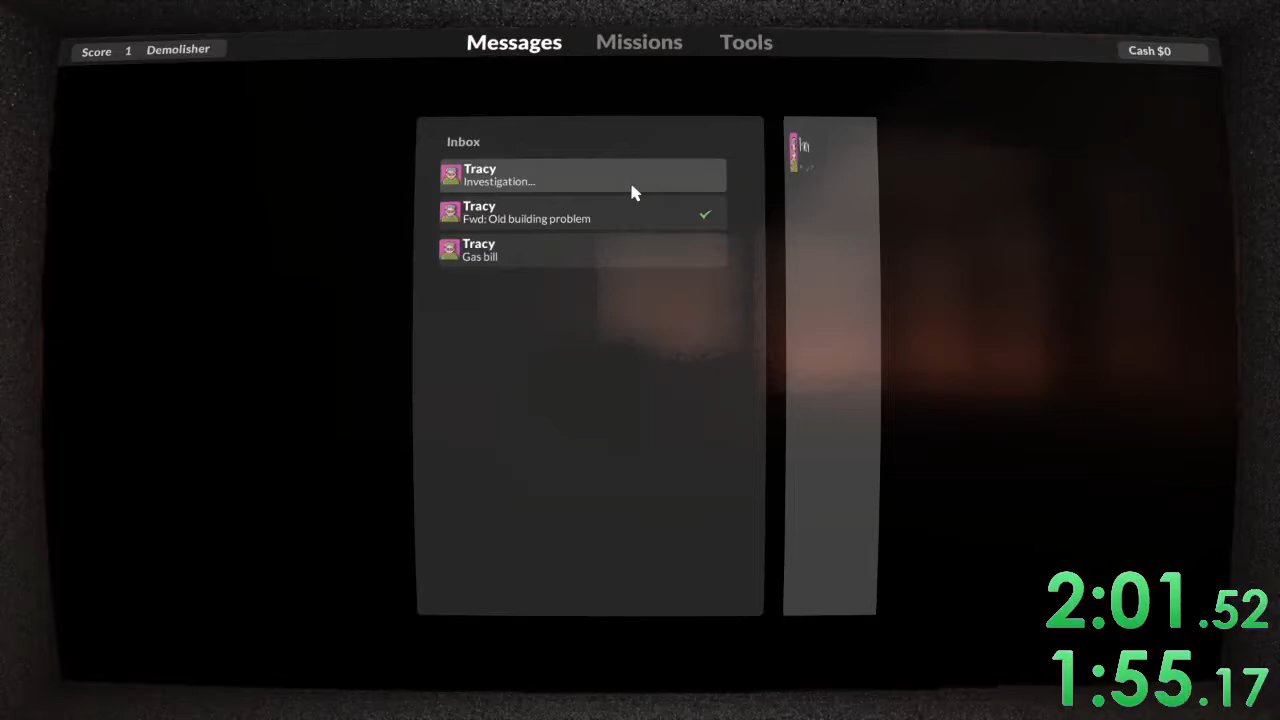 Score 1 Demolisher
Messages Missions Tools
Cash $0
Inbox
Tracy
Investigation...
Tracy
Fwd: Old building problem
Tracy
Gas bill
2:01.52
1:55.17